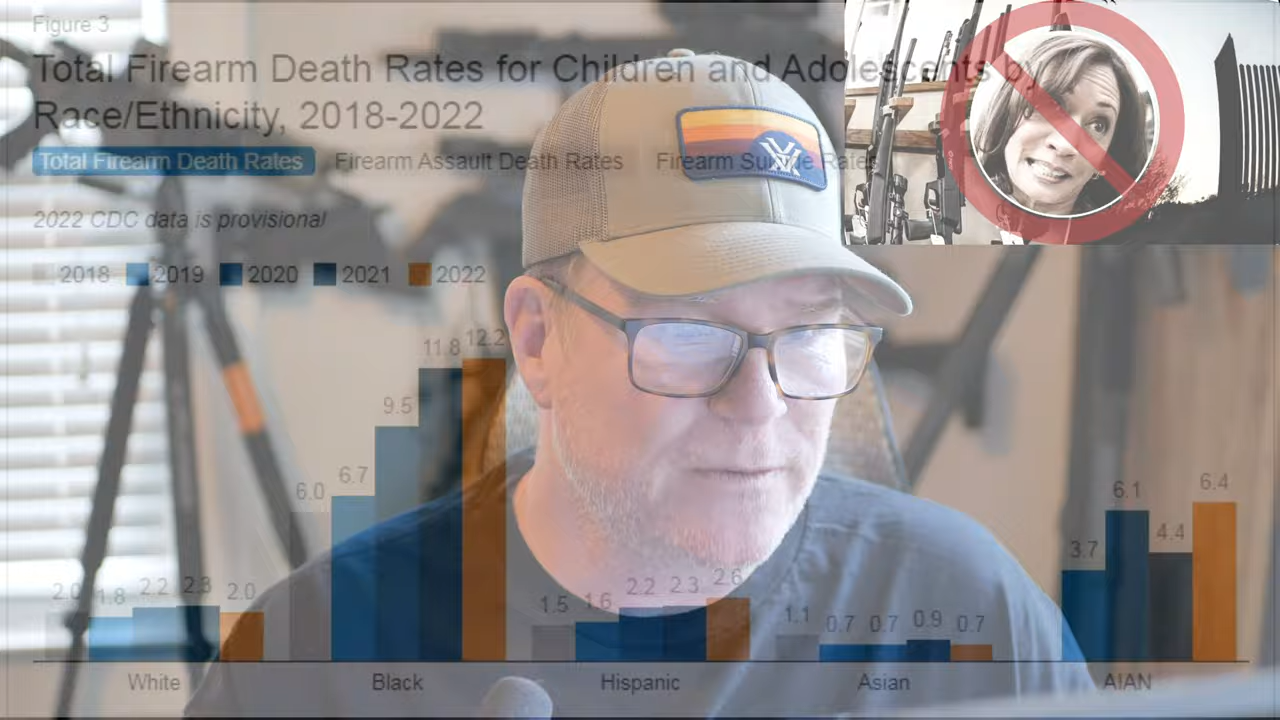 Figure 3
Total Firearm Death Rates for Children and Adolescents by
Race/Ethnicity, 2018-2022
Total Firearm Death Rates Firearm Assault Death Rates Firearm Suicide Rates
2022 CDC data is provisional
2018 2019 2020 2021 2022
2.0 1.8 2.2 2.3 2.0
6.0 6.7 9.5 11.8 12.2
1.5 1.6 2.2 2.3 2.6
1.1 0.7 0.7 0.9 0.7
3.7 6.1 4.4 6.4
White Black Hispanic Asian AIAN